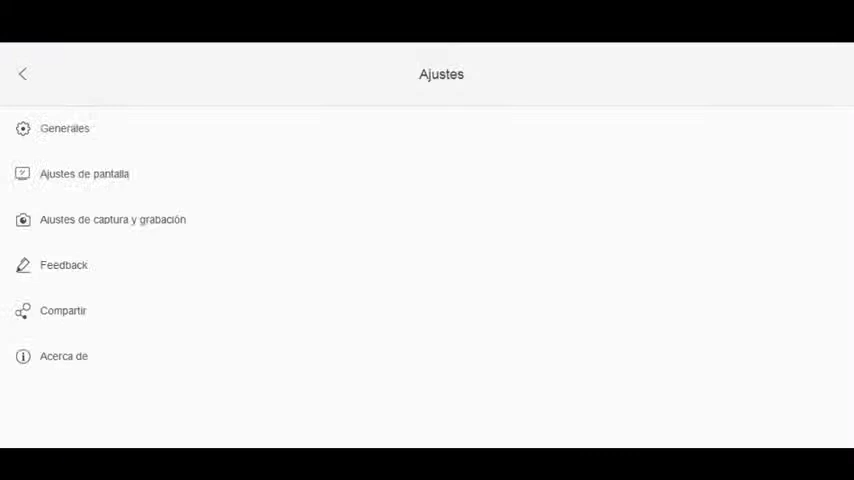 Ajustes
Generales
Ajustes de pantalla
Ajustes de captura y grabación
Feedback
Compartir
Acerca de